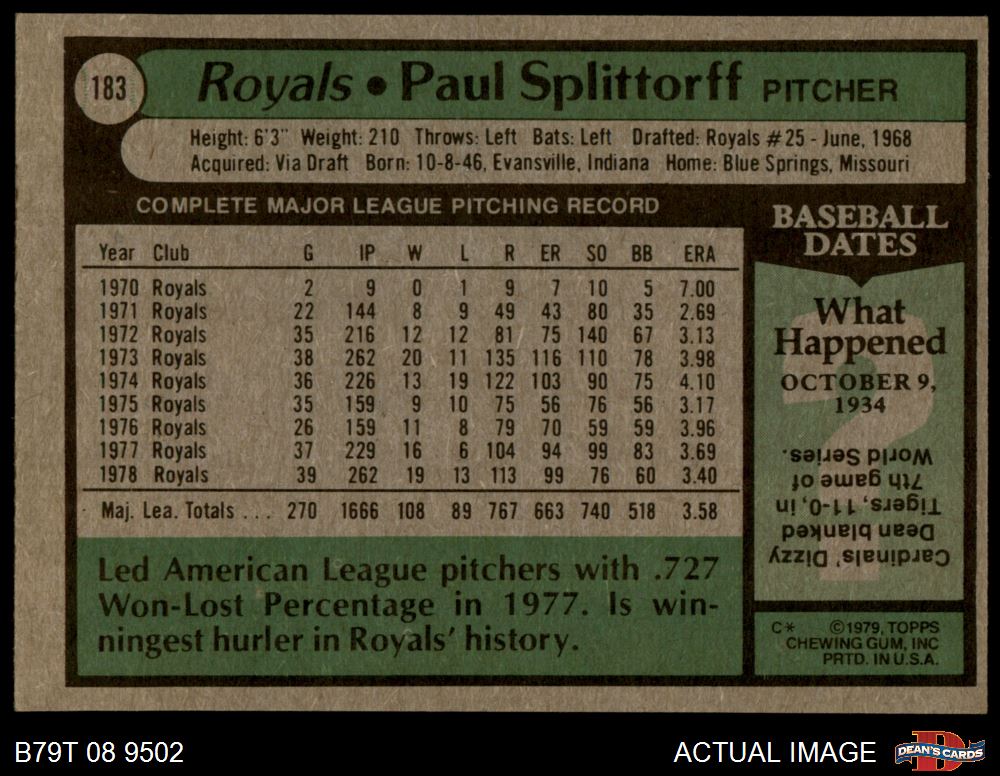 183
Royals • Paul Splittorff PITCHER
Height: 6'3" Weight: 210 Throws: Left Bats: Left Drafted: Royals #25 - June, 1968
Acquired: Via Draft Born: 10-8-46, Evansville, Indiana Home: Blue Springs, Missouri
COMPLETE MAJOR LEAGUE PITCHING RECORD
Year Club G IP W L R ER SO BB ERA
1970 Royals 2 9 0 1 9 7 10 5 7.00
1971 Royals 22 144 8 9 49 43 80 35 2.69
1972 Royals 35 216 12 12 81 75 140 67 3.13
1973 Royals 38 262 20 11 135 116 110 78 3.98
1974 Royals 36 226 13 19 122 103 90 75 4.10
1975 Royals 35 159 9 10 75 56 76 56 3.17
1976 Royals 26 159 11 8 79 70 59 59 3.96
1977 Royals 37 229 16 6 104 94 99 83 3.69
1978 Royals 39 262 19 13 113 99 76 60 3.40
Maj. Lea. Totals ... 270 1666 108 89 767 663 740 518 3.58
Led American League pitchers with .727
Won-Lost Percentage in 1977. Is win-
ningest hurler in Royals' history.
BASEBALL
DATES
What
Happened
OCTOBER 9,
1934
Cardinals' Dizzy
Dean blanked
Tigers, 11-0, in
7th game of
World Series.
C* ©1979, TOPPS
CHEWING GUM, INC
PRTD. IN U.S.A.
B79T 08 9502
ACTUAL IMAGE
DEAN'S CARDS